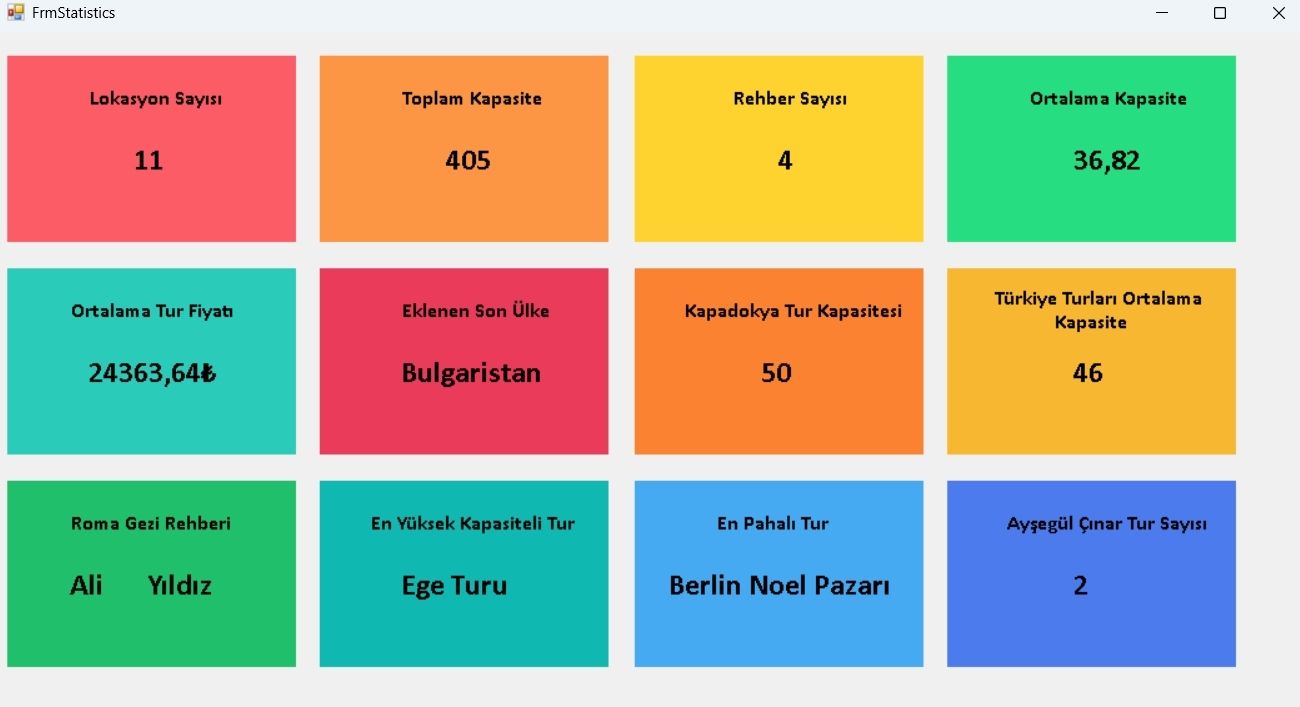 FrmStatistics
Lokasyon Sayısı
11
Toplam Kapasite
405
Rehber Sayısı
4
Ortalama Kapasite
36,82
Ortalama Tur Fiyatı
24363,64₺
Eklenen Son Ülke
Bulgaristan
Kapadokya Tur Kapasitesi
50
Türkiye Turları Ortalama
Kapasite
46
Roma Gezi Rehberi
Ali Yıldız
En Yüksek Kapasiteli Tur
Ege Turu
En Pahalı Tur
Berlin Noel Pazarı
Ayşegül Çınar Tur Sayısı
2